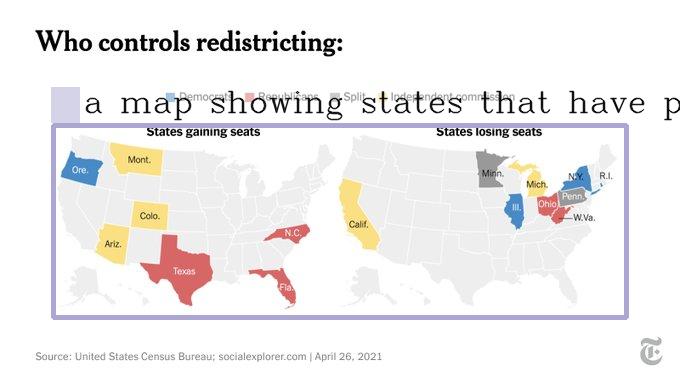 Who controls redistricting:
Democrats Republicans Split Independent commission
a map showing states that have p
States gaining seats States losing seats
Ore. Mont. Minn. Mich. N.Y. R.I.
Colo. Ill. Ohio Penn.
Ariz. Texas N.C. Calif. W.Va.
Fla.
Source: United States Census Bureau; socialexplorer.com | April 26, 2021
T